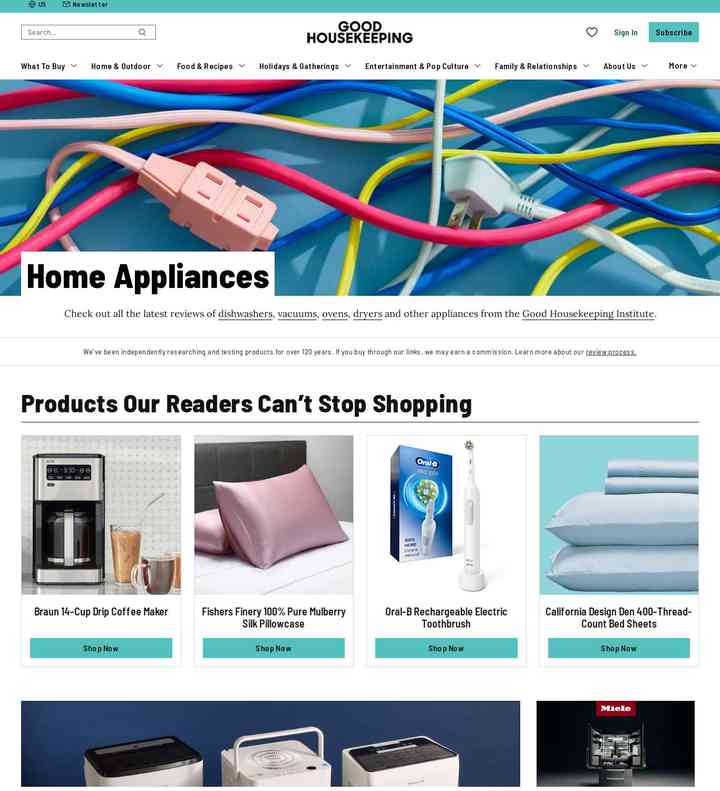 US Newsletter
Search...
GOOD
HOUSEKEEPING
Sign In
Subscribe
What To Buy Home & Outdoor Food & Recipes Holidays & Gatherings Entertainment & Pop Culture Family & Relationships About Us More
Home Appliances
Check out all the latest reviews of dishwashers, vacuums, ovens, dryers and other appliances from the Good Housekeeping Institute.
We've been independently researching and testing products for over 120 years. If you buy through our links, we may earn a commission. Learn more about our review process.
Products Our Readers Can't Stop Shopping
Oral-B
Braun 14-Cup Drip Coffee Maker
Shop Now
Fishers Finery 100% Pure Mulberry
Silk Pillowcase
Shop Now
Oral-B Rechargeable Electric
Toothbrush
Shop Now
California Design Den 400-Thread-
Count Bed Sheets
Shop Now
Miele